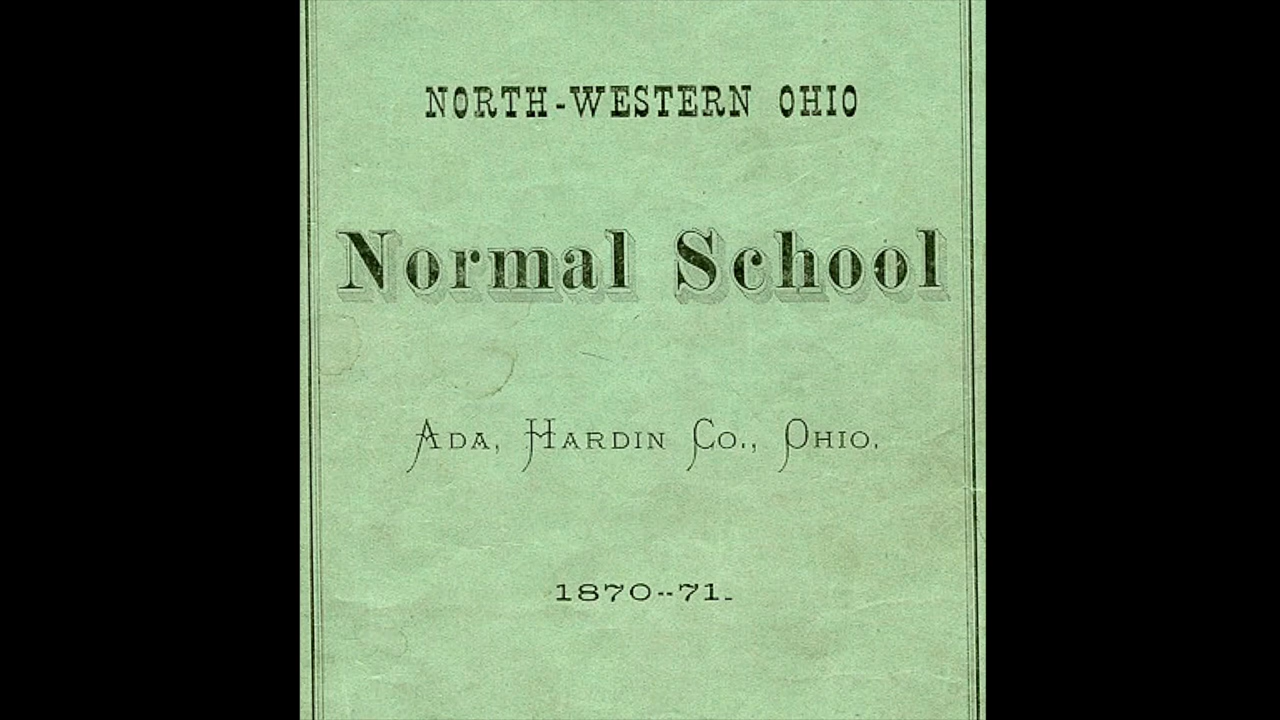 NORTH-WESTERN OHIO
Normal School
ADA, HARDIN CO., OHIO.
1870--71.